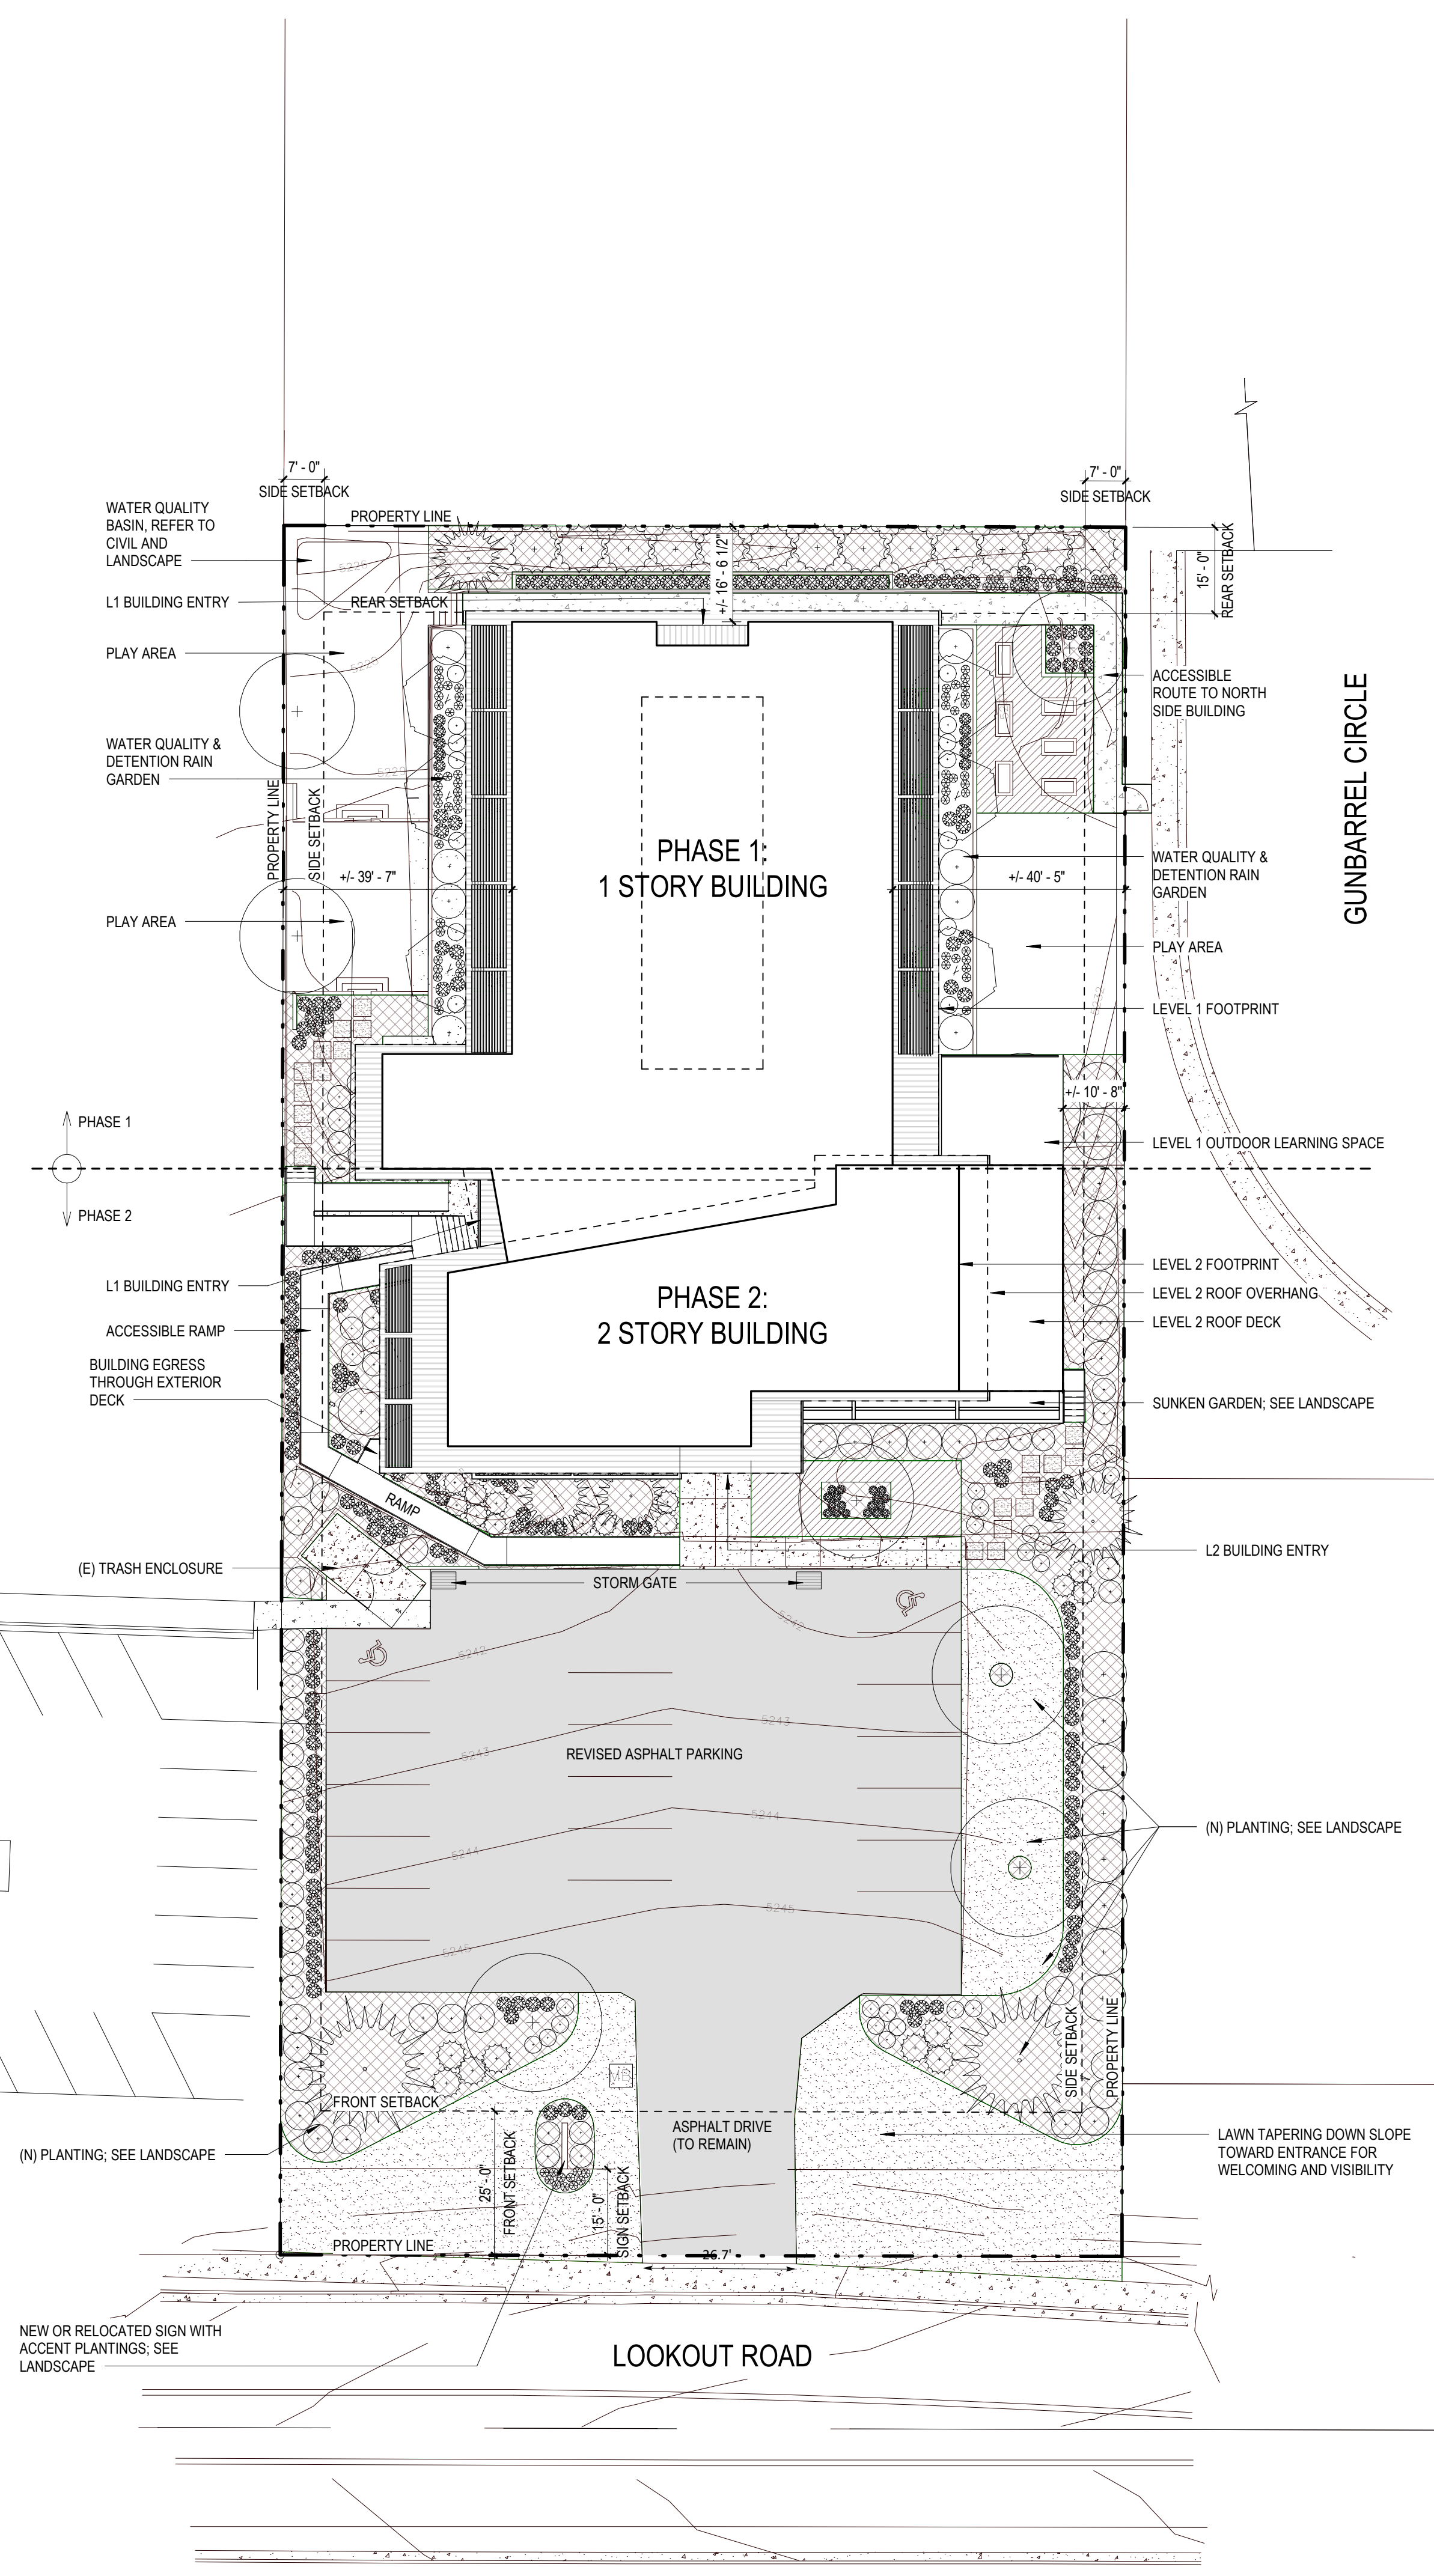 7' - 0"
SIDE SETBACK
7' - 0"
SIDE SETBACK
WATER QUALITY
BASIN, REFER TO
CIVIL AND
LANDSCAPE
PROPERTY LINE
+/- 16' - 6 1/2"
15' - 0"
REAR SETBACK
L1 BUILDING ENTRY
REAR SETBACK
PLAY AREA
ACCESSIBLE
ROUTE TO NORTH
SIDE BUILDING
GUNBARREL CIRCLE
WATER QUALITY &
DETENTION RAIN
GARDEN
PROPERTY LINE
SIDE SETBACK
+/- 39' - 7"
PHASE 1:
1 STORY BUILDING
+/- 40' - 5"
WATER QUALITY &
DETENTION RAIN
GARDEN
PLAY AREA
PLAY AREA
LEVEL 1 FOOTPRINT
+/- 10' - 8"
PHASE 1
LEVEL 1 OUTDOOR LEARNING SPACE
PHASE 2
L1 BUILDING ENTRY
LEVEL 2 FOOTPRINT
LEVEL 2 ROOF OVERHANG
LEVEL 2 ROOF DECK
PHASE 2:
2 STORY BUILDING
ACCESSIBLE RAMP
BUILDING EGRESS
THROUGH EXTERIOR
DECK
SUNKEN GARDEN; SEE LANDSCAPE
RAMP
L2 BUILDING ENTRY
(E) TRASH ENCLOSURE
STORM GATE
5242
5242
5243
5243
REVISED ASPHALT PARKING
5244
5244
(N) PLANTING; SEE LANDSCAPE
5245
5245
SIDE SETBACK
PROPERTY LINE
FRONT SETBACK
ASPHALT DRIVE
(TO REMAIN)
(N) PLANTING; SEE LANDSCAPE
LAWN TAPERING DOWN SLOPE
TOWARD ENTRANCE FOR
WELCOMING AND VISIBILITY
25' - 0"
FRONT SETBACK
15' - 0"
SIGN SETBACK
PROPERTY LINE
26.7'
NEW OR RELOCATED SIGN WITH
ACCENT PLANTINGS; SEE
LANDSCAPE
LOOKOUT ROAD